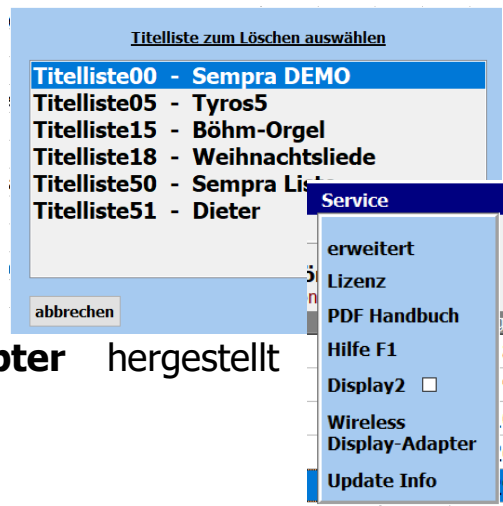 Titelliste zum Löschen auswählen
Titelliste00 - Sempra DEMO
Titelliste05 - Tyros5
Titelliste15 - Böhm-Orgel
Titelliste18 - Weihnachtsliede
Titelliste50 - Sempra Liste
Titelliste51 - Dieter
abbrechen
hergestellt
Service
erweitert
Lizenz
PDF Handbuch
Hilfe F1
Display2
Wireless
Display-Adapter
Update Info